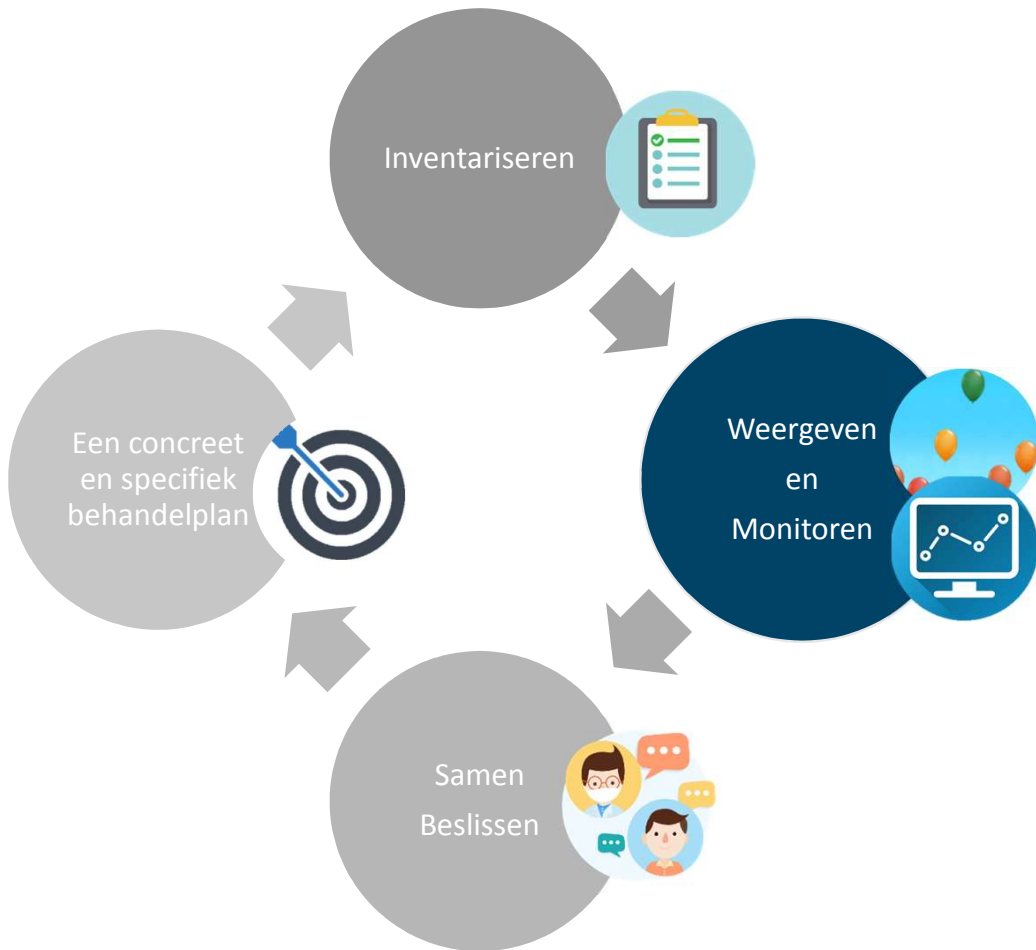 Inventariseren
Weergeven
en
Monitoren
Samen
Beslissen
Een concreet
en specifiek
behandelplan